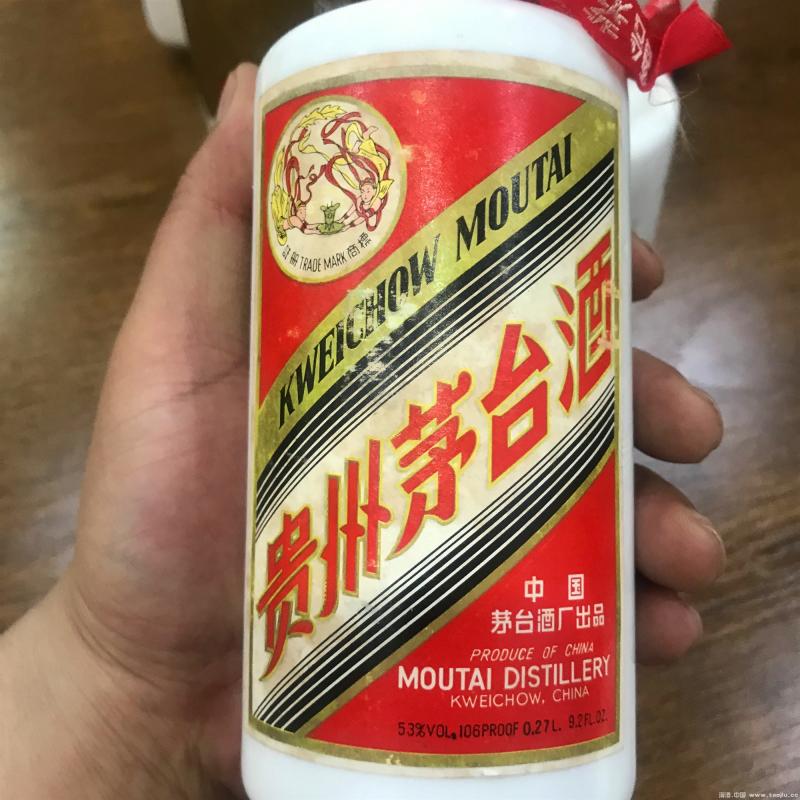 注册 TRADE MARK 商標
KWEICHOW MOUTAI
贵州茅台酒
中国
茅台酒厂出品
PRODUCE OF CHINA
MOUTAI DISTILLERY
KWEICHOW, CHINA
53%VOL. 106PROOF 0.27L. 9.2FL.OZ.